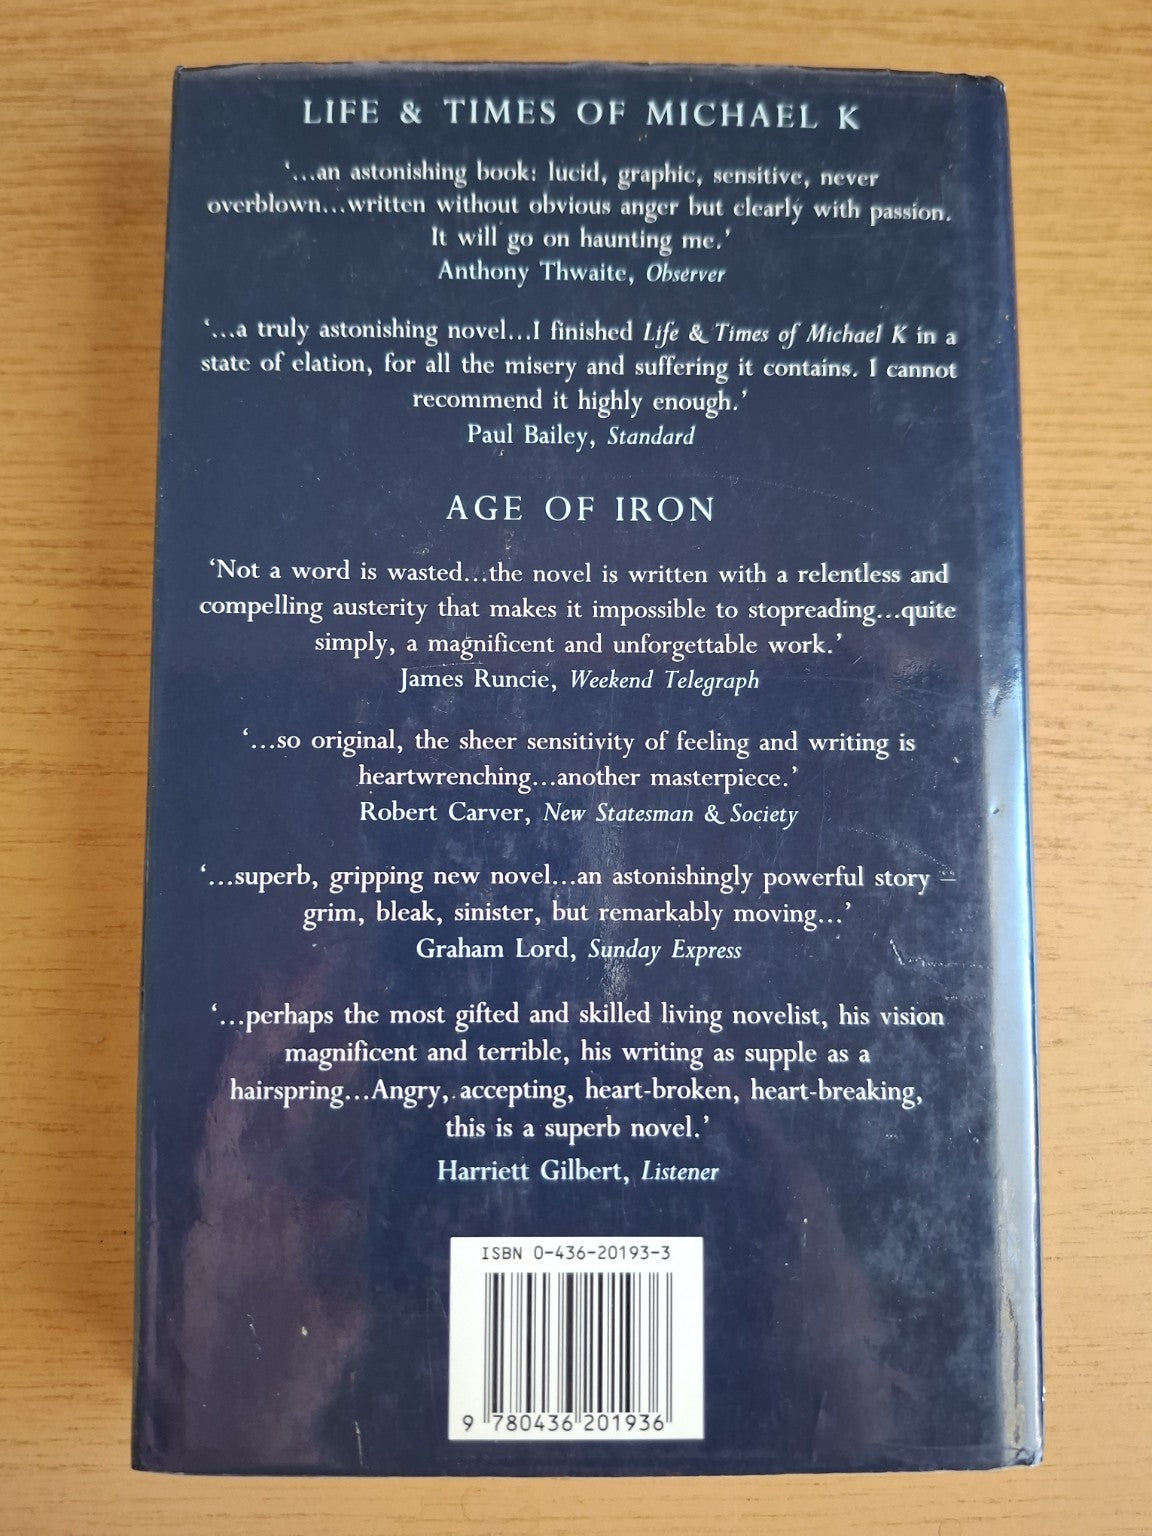 LIFE & TIMES OF MICHAEL K
‘...an astonishing book: lucid, graphic, sensitive, never
overblown...written without obvious anger but clearly with passion.
It will go on haunting me.’
Anthony Thwaite, Observer
‘...a truly astonishing novel...I finished Life & Times of Michael K in a
state of elation, for all the misery and suffering it contains. I cannot
recommend it highly enough.’
Paul Bailey, Standard
AGE OF IRON
‘Not a word is wasted...the novel is written with a relentless and
compelling austerity that makes it impossible to stopreading...quite
simply, a magnificent and unforgettable work.’
James Runcie, Weekend Telegraph
‘...so original, the sheer sensitivity of feeling and writing is
heartwrenching...another masterpiece.’
Robert Carver, New Statesman & Society
‘...superb, gripping new novel...an astonishingly powerful story –
grim, bleak, sinister, but remarkably moving...’
Graham Lord, Sunday Express
‘...perhaps the most gifted and skilled living novelist, his vision
magnificent and terrible, his writing as supple as a
hairspring...Angry, accepting, heart-broken, heart-breaking,
this is a superb novel.’
Harriett Gilbert, Listener
ISBN 0-436-20193-3
9 780436 201936